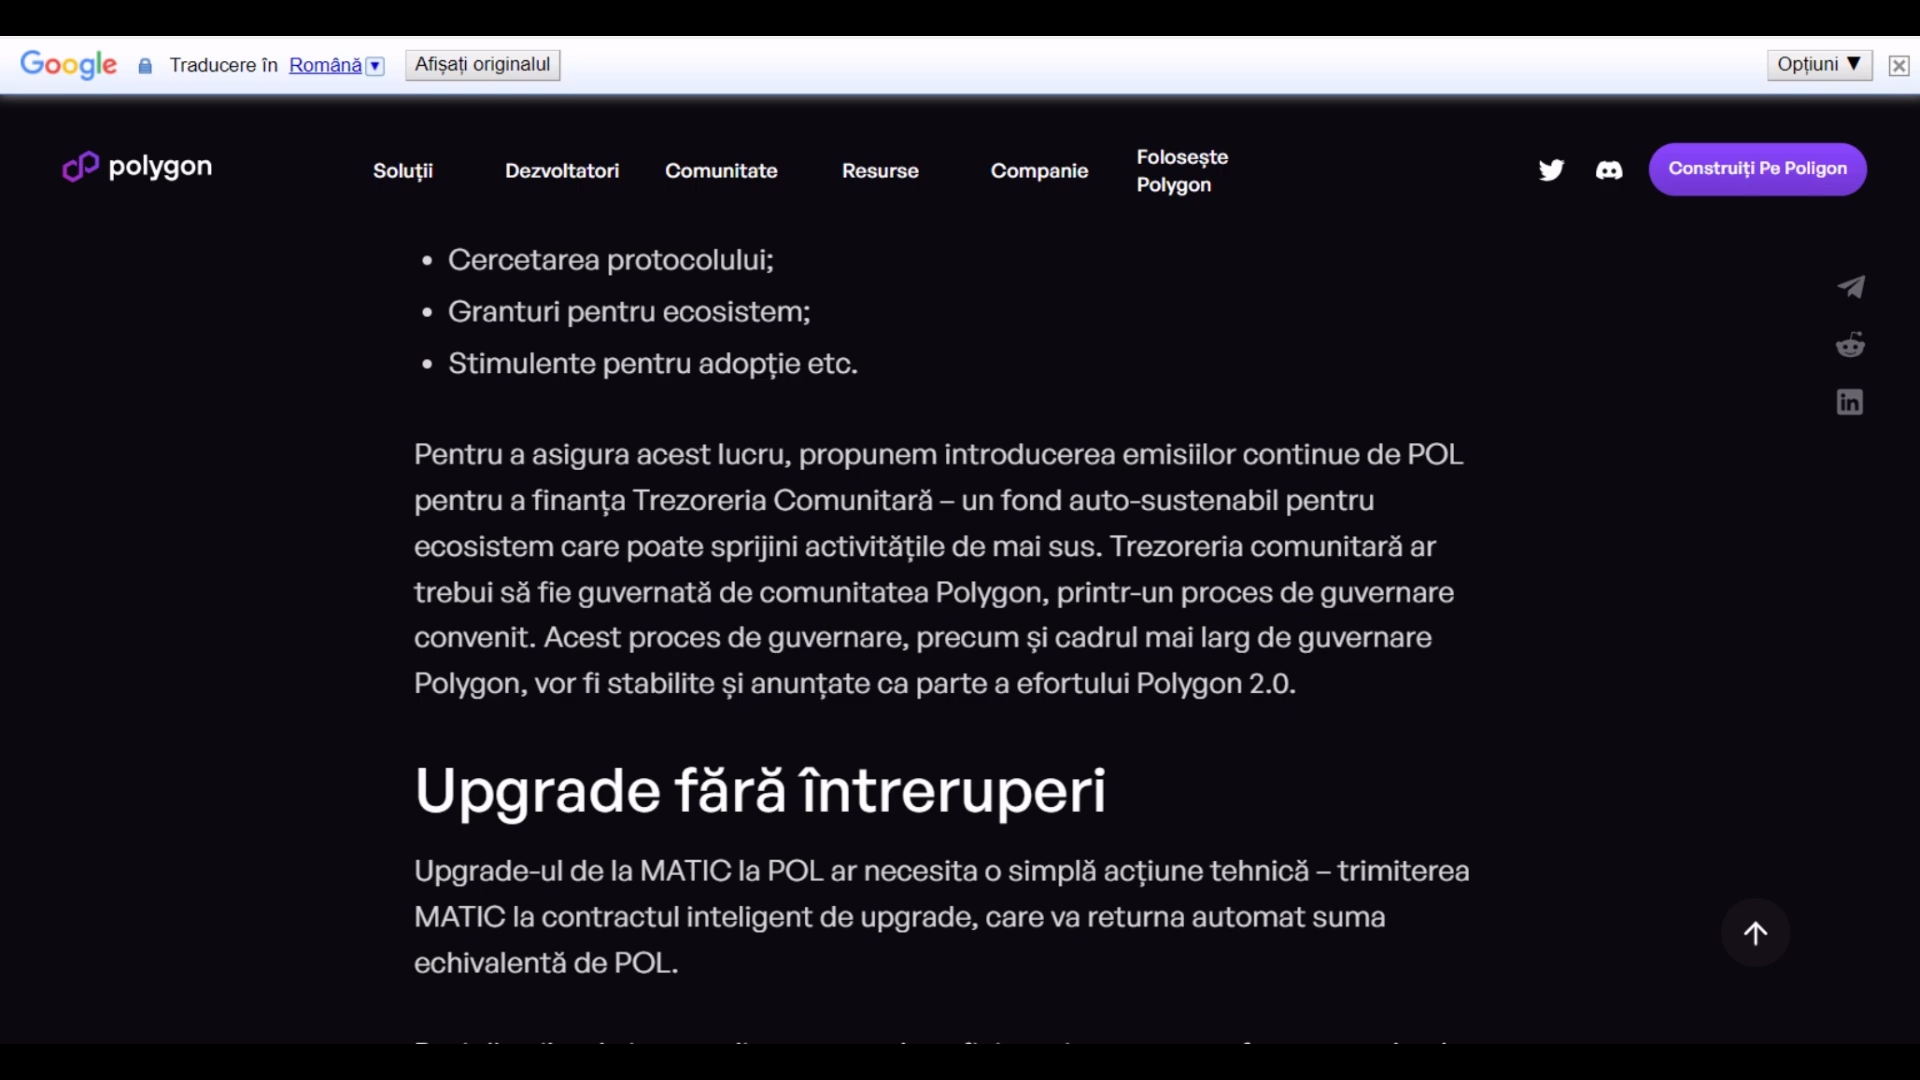 Google Traducere în Română Afișați originalul Opțiuni ▼
polygon Soluții Dezvoltatori Comunitate Resurse Companie Folosește Polygon Construiți Pe Poligon
• Cercetarea protocolului;
• Granturi pentru ecosistem;
• Stimulente pentru adopție etc.
Pentru a asigura acest lucru, propunem introducerea emisiilor continue de POL
pentru a finanța Trezoreria Comunitară – un fond auto-sustenabil pentru
ecosistem care poate sprijini activitățile de mai sus. Trezoreria comunitară ar
trebui să fie guvernată de comunitatea Polygon, printr-un proces de guvernare
convenit. Acest proces de guvernare, precum și cadrul mai larg de guvernare
Polygon, vor fi stabilite și anunțate ca parte a efortului Polygon 2.0.
Upgrade fără întreruperi
Upgrade-ul de la MATIC la POL ar necesita o simplă acțiune tehnică – trimiterea
MATIC la contractul inteligent de upgrade, care va returna automat suma
echivalentă de POL.